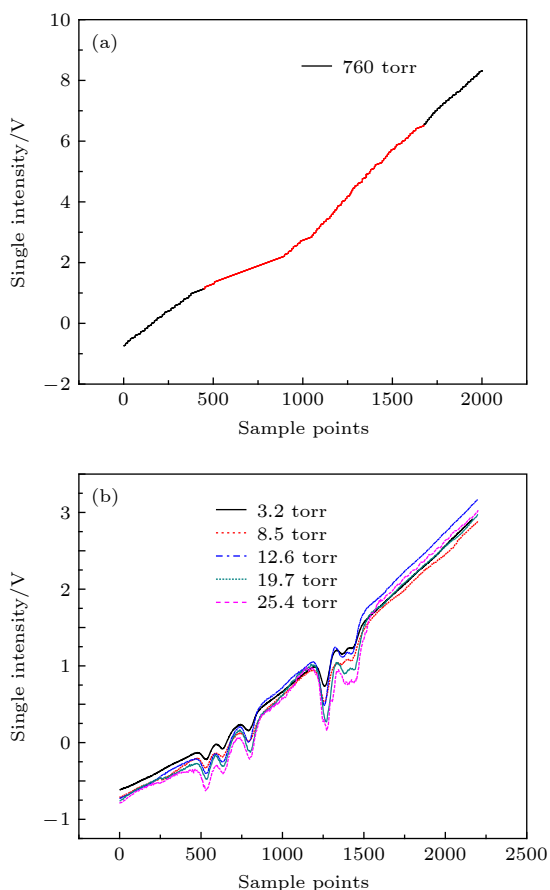 (a)
760 torr
10
8
6
4
2
0
−2
Single intensity/V
0 500 1000 1500 2000
Sample points
(b)
3.2 torr
8.5 torr
12.6 torr
19.7 torr
25.4 torr
3
2
1
0
−1
Single intensity/V
0 500 1000 1500 2000 2500
Sample points